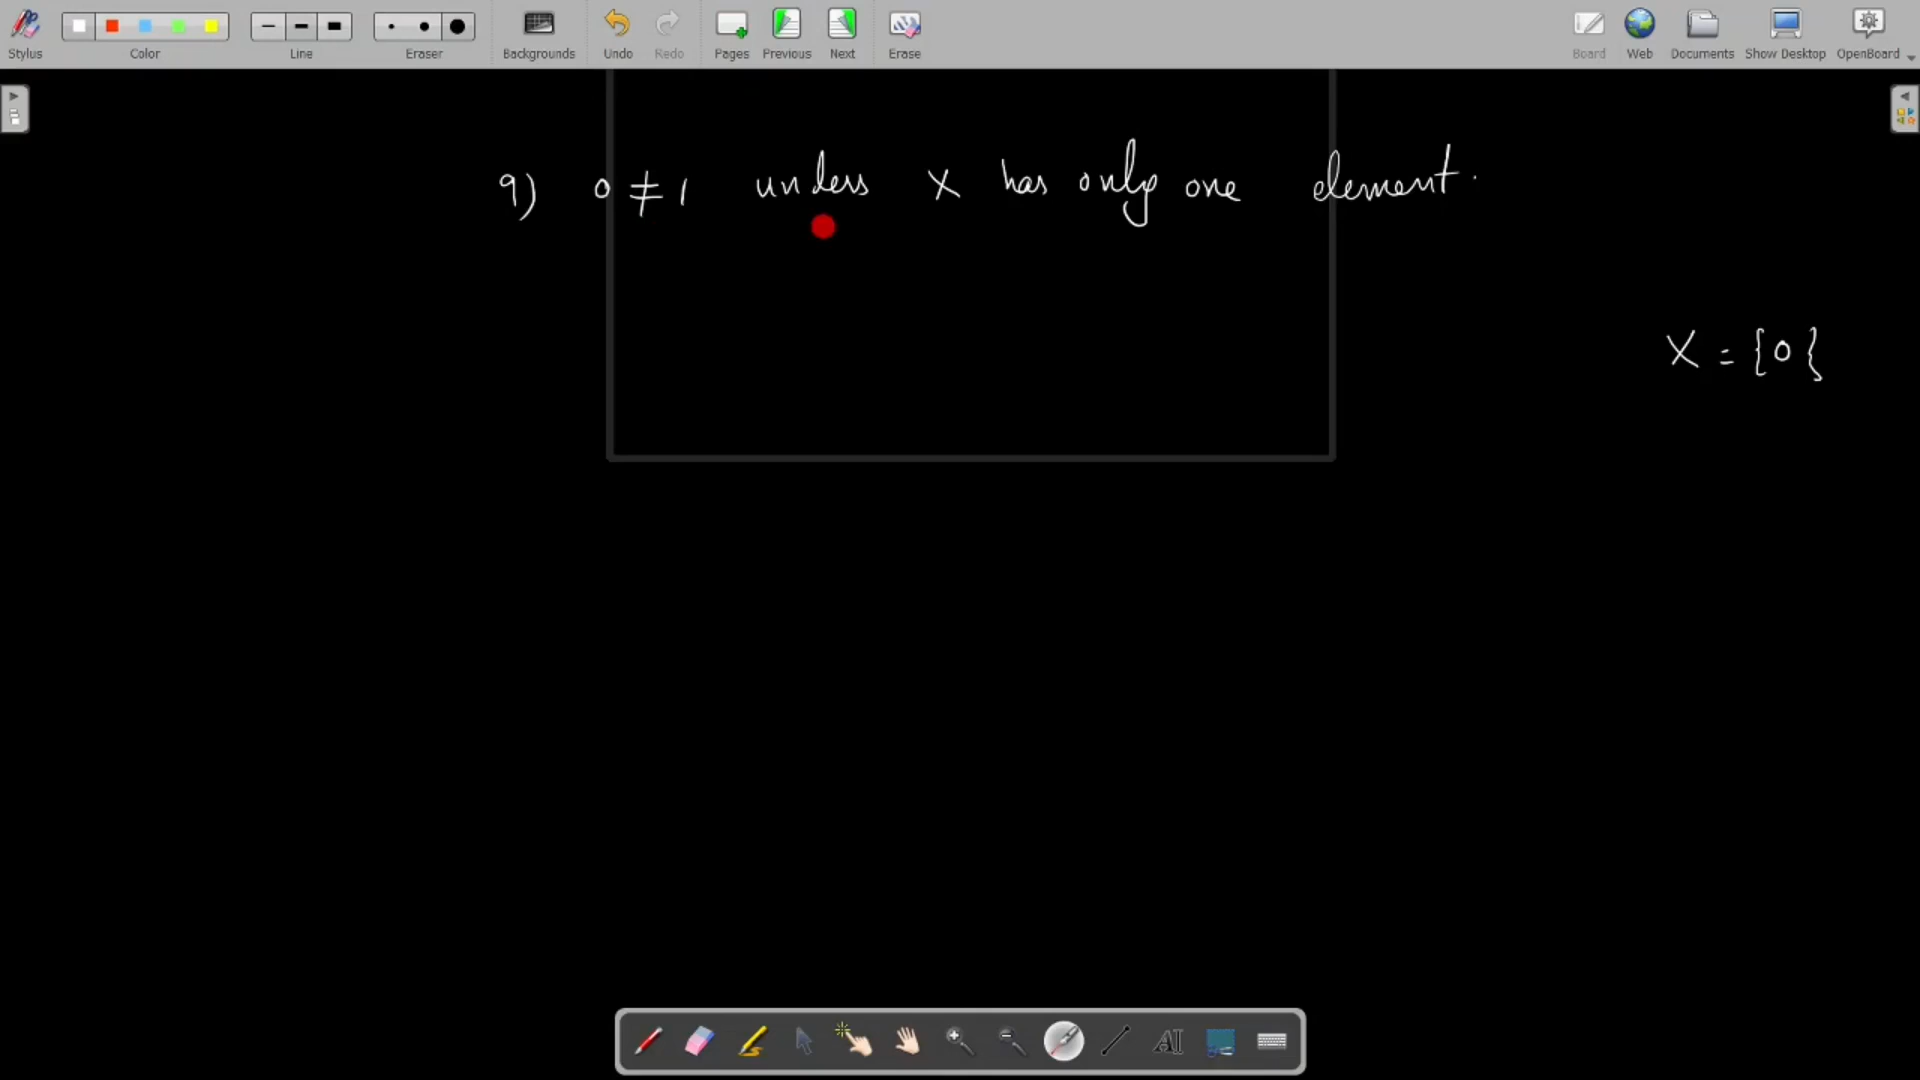 Stylus Color Line Eraser Backgrounds Undo Redo Pages Previous Next Erase Board Web Documents Show Desktop OpenBoard
9) 0 ≠ 1 unless X has only one element.
X = {0}
AI